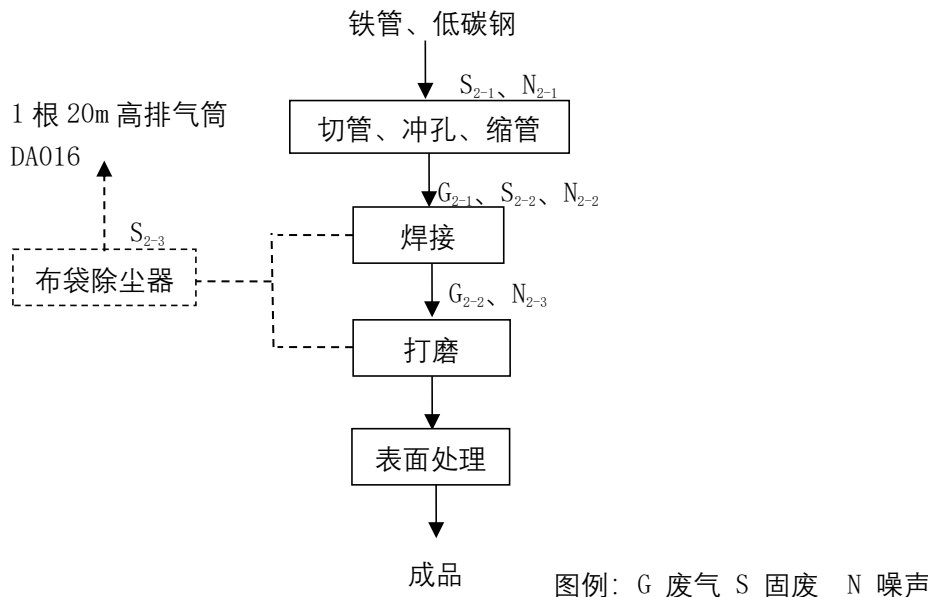 铁管、低碳钢
S₂₋₁、N₂₋₁
1 根 20m 高排气筒
DA016
切管、冲孔、缩管
G₂₋₁、S₂₋₂、N₂₋₂
焊接
S₂₋₃
布袋除尘器
G₂₋₂、N₂₋₃
打磨
表面处理
成品
图例：G 废气 S 固废 N 噪声